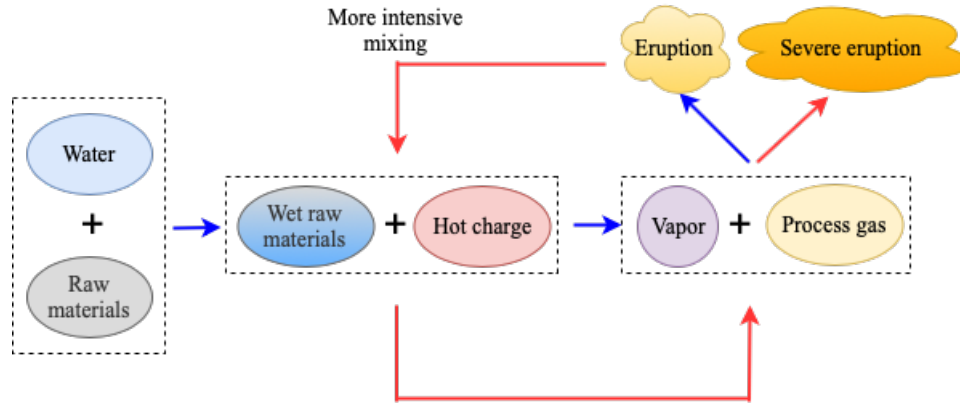 More intensive
mixing
Eruption
Severe eruption
Water
+
Raw
materials
Wet raw
materials
+
Hot charge
Vapor
+
Process gas